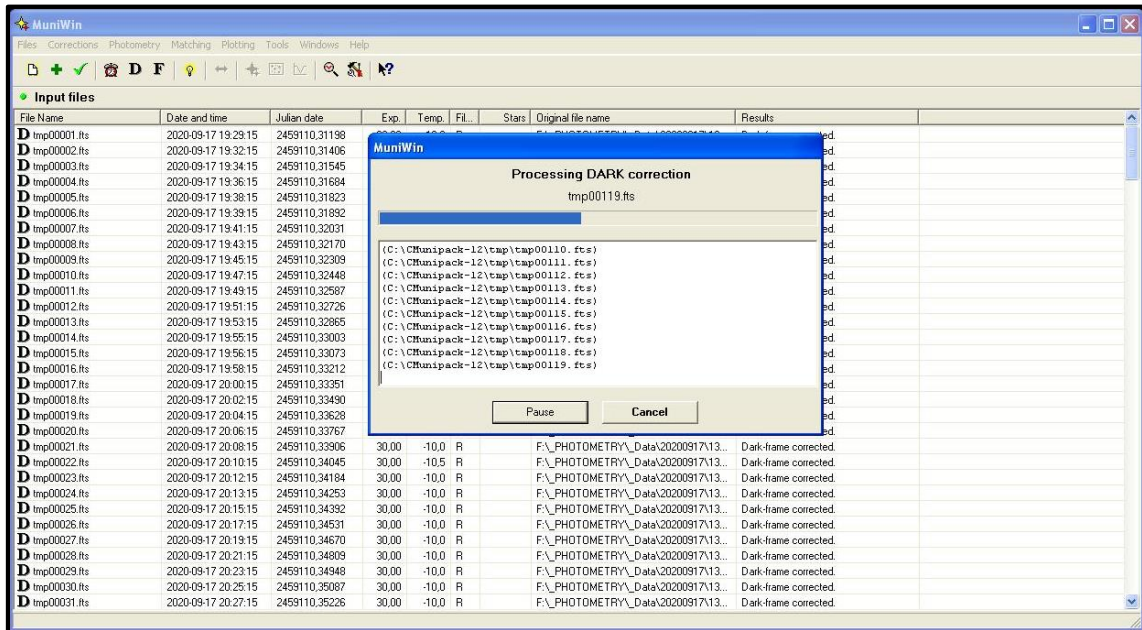 MuniWin
Files Corrections Photometry Matching Plotting Tools Windows Help
D F
Input files
File Name Date and time Julian date Exp. Temp. Fil... Stars Original file name Results
D tmp00001.fts 2020-09-17 19:29:15 2459110,31198
D tmp00002.fts 2020-09-17 19:32:15 2459110,31406 ed.
D tmp00003.fts 2020-09-17 19:34:15 2459110,31545 ed.
D tmp00004.fts 2020-09-17 19:36:15 2459110,31684 ed.
D tmp00005.fts 2020-09-17 19:38:15 2459110,31823 ed.
D tmp00006.fts 2020-09-17 19:39:15 2459110,31892 ed.
D tmp00007.fts 2020-09-17 19:41:15 2459110,32031 ed.
D tmp00008.fts 2020-09-17 19:43:15 2459110,32170 ed.
D tmp00009.fts 2020-09-17 19:45:15 2459110,32309 ed.
D tmp00010.fts 2020-09-17 19:47:15 2459110,32448 ed.
D tmp00011.fts 2020-09-17 19:49:15 2459110,32587 ed.
D tmp00012.fts 2020-09-17 19:51:15 2459110,32726 ed.
D tmp00013.fts 2020-09-17 19:53:15 2459110,32865 ed.
D tmp00014.fts 2020-09-17 19:55:15 2459110,33003 ed.
D tmp00015.fts 2020-09-17 19:56:15 2459110,33073 ed.
D tmp00016.fts 2020-09-17 19:58:15 2459110,33212 ed.
D tmp00017.fts 2020-09-17 20:00:15 2459110,33351 ed.
D tmp00018.fts 2020-09-17 20:02:15 2459110,33490 ed.
D tmp00019.fts 2020-09-17 20:04:15 2459110,33628 ed.
D tmp00020.fts 2020-09-17 20:06:15 2459110,33767 ed.
D tmp00021.fts 2020-09-17 20:08:15 2459110,33906 30,00 -10,0 R F:\_PHOTOMETRY\_Data\20200917\13... Dark-frame corrected.
D tmp00022.fts 2020-09-17 20:10:15 2459110,34045 30,00 -10,5 R F:\_PHOTOMETRY\_Data\20200917\13... Dark-frame corrected.
D tmp00023.fts 2020-09-17 20:12:15 2459110,34184 30,00 -10,0 R F:\_PHOTOMETRY\_Data\20200917\13... Dark-frame corrected.
D tmp00024.fts 2020-09-17 20:13:15 2459110,34253 30,00 -10,0 R F:\_PHOTOMETRY\_Data\20200917\13... Dark-frame corrected.
D tmp00025.fts 2020-09-17 20:15:15 2459110,34392 30,00 -10,0 R F:\_PHOTOMETRY\_Data\20200917\13... Dark-frame corrected.
D tmp00026.fts 2020-09-17 20:17:15 2459110,34531 30,00 -10,0 R F:\_PHOTOMETRY\_Data\20200917\13... Dark-frame corrected.
D tmp00027.fts 2020-09-17 20:19:15 2459110,34670 30,00 -10,0 R F:\_PHOTOMETRY\_Data\20200917\13... Dark-frame corrected.
D tmp00028.fts 2020-09-17 20:21:15 2459110,34809 30,00 -10,0 R F:\_PHOTOMETRY\_Data\20200917\13... Dark-frame corrected.
D tmp00029.fts 2020-09-17 20:23:15 2459110,34948 30,00 -10,0 R F:\_PHOTOMETRY\_Data\20200917\13... Dark-frame corrected.
D tmp00030.fts 2020-09-17 20:25:15 2459110,35087 30,00 -10,0 R F:\_PHOTOMETRY\_Data\20200917\13... Dark-frame corrected.
D tmp00031.fts 2020-09-17 20:27:15 2459110,35226 30,00 -10,0 R F:\_PHOTOMETRY\_Data\20200917\13... Dark-frame corrected.
MuniWin
Processing DARK correction
tmp00119.fts
(C:\CMunipack-12\tmp\tmp00110.fts)
(C:\CMunipack-12\tmp\tmp00111.fts)
(C:\CMunipack-12\tmp\tmp00112.fts)
(C:\CMunipack-12\tmp\tmp00113.fts)
(C:\CMunipack-12\tmp\tmp00114.fts)
(C:\CMunipack-12\tmp\tmp00115.fts)
(C:\CMunipack-12\tmp\tmp00116.fts)
(C:\CMunipack-12\tmp\tmp00117.fts)
(C:\CMunipack-12\tmp\tmp00118.fts)
(C:\CMunipack-12\tmp\tmp00119.fts)
Pause Cancel